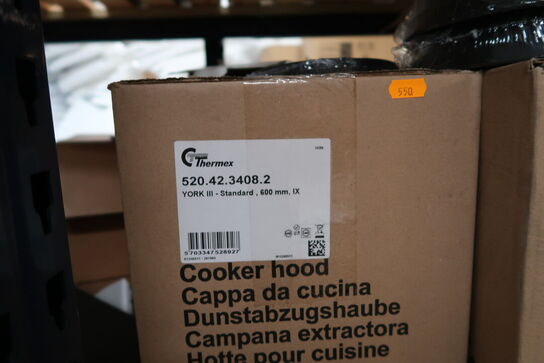 550
Thermex
520.42.3408.2
YORK III - Standard , 600 mm, IX
5703347528927
Cooker hood
Cappa da cucina
Dunstabzugshaube
Campana extractora
Hotte pour cuisine